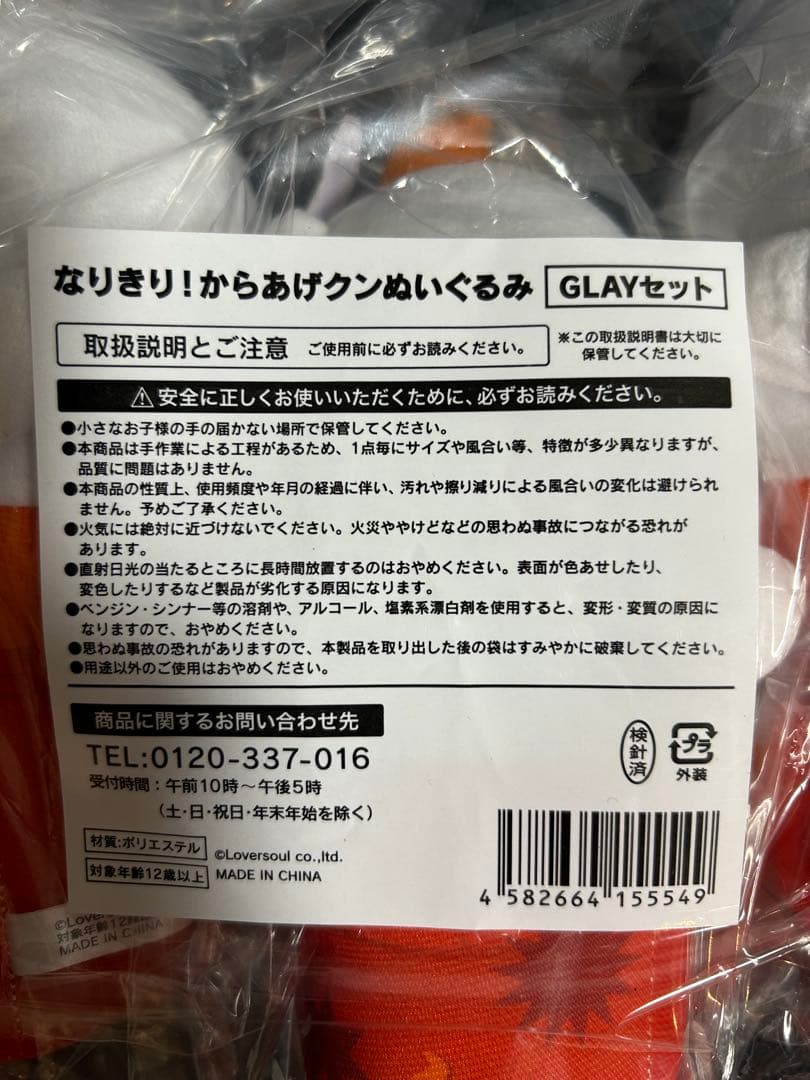 なりきり！からあげクンぬいぐるみ GLAYセット
取扱説明とご注意 ご使用前に必ずお読みください。
※この取扱説明書は大切に
保管してください。
⚠安全に正しくお使いいただくために、必ずお読みください。
●小さなお子様の手の届かない場所で保管してください。
●本商品は手作業による工程があるため、1点毎にサイズや風合い等、特徴が多少異なりますが、
品質に問題はありません。
●本商品の性質上、使用頻度や年月の経過に伴い、汚れや擦り減りによる風合いの変化は避けられ
ません。予めご了承ください。
●火気には絶対に近づけないでください。火災ややけどなどの思わぬ事故につながる恐れが
あります。
●直射日光の当たるところに長時間放置するのはおやめください。表面が色あせしたり、
変色したりするなど製品が劣化する原因になります。
●ベンジン・シンナー等の溶剤や、アルコール、塩素系漂白剤を使用すると、変形・変質の原因に
なりますので、おやめください。
●思わぬ事故の恐れがありますので、本製品を取り出した後の袋はすみやかに破棄してください。
●用途以外のご使用はおやめください。
商品に関するお問い合わせ先
TEL:0120-337-016
受付時間：午前10時～午後5時
（土・日・祝日・年末年始を除く）
検針済
プラ
外装
材質:ポリエステル
対象年齢12歳以上
©Loversoul co.,ltd.
MADE IN CHINA
4 582664 155549
©LOVE
対象年齢12歳
MADE IN CHINA